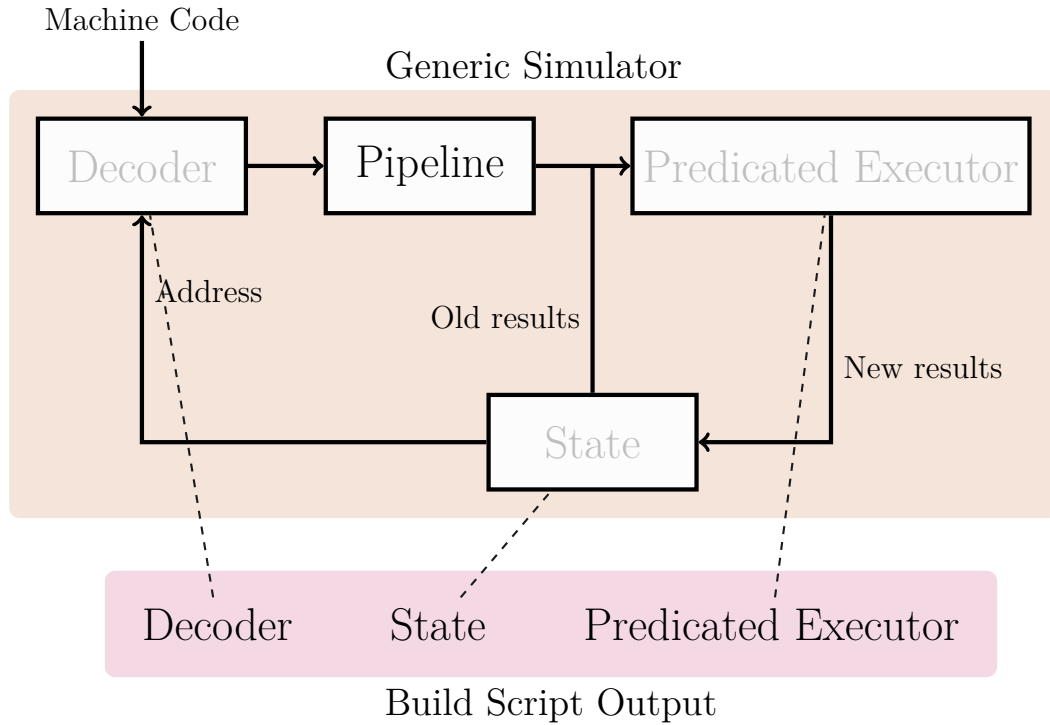 Machine Code
Generic Simulator
Decoder
Pipeline
Predicated Executor
Address
Old results
New results
State
Decoder
State
Predicated Executor
Build Script Output